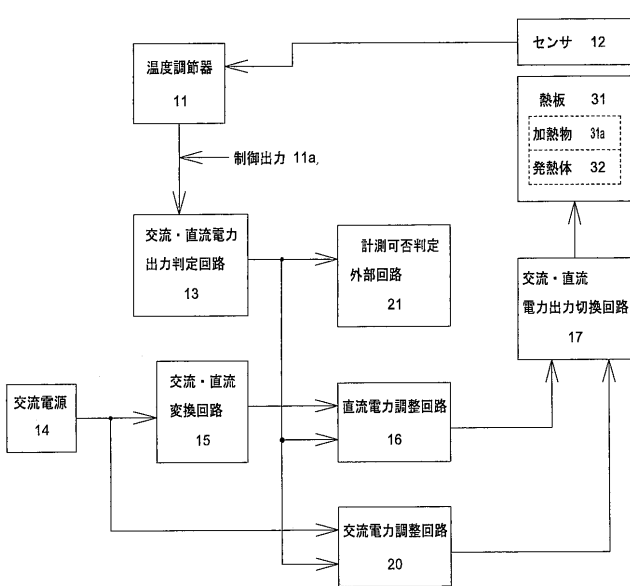 センサ 12
温度調節器
11
熱板 31
加熱物 31a
発熱体 32
制御出力 11a,
交流・直流電力
出力判定回路
13
計測可否判定
外部回路
21
交流・直流
電力出力切換回路
17
交流電源
14
交流・直流
変換回路
15
直流電力調整回路
16
交流電力調整回路
20